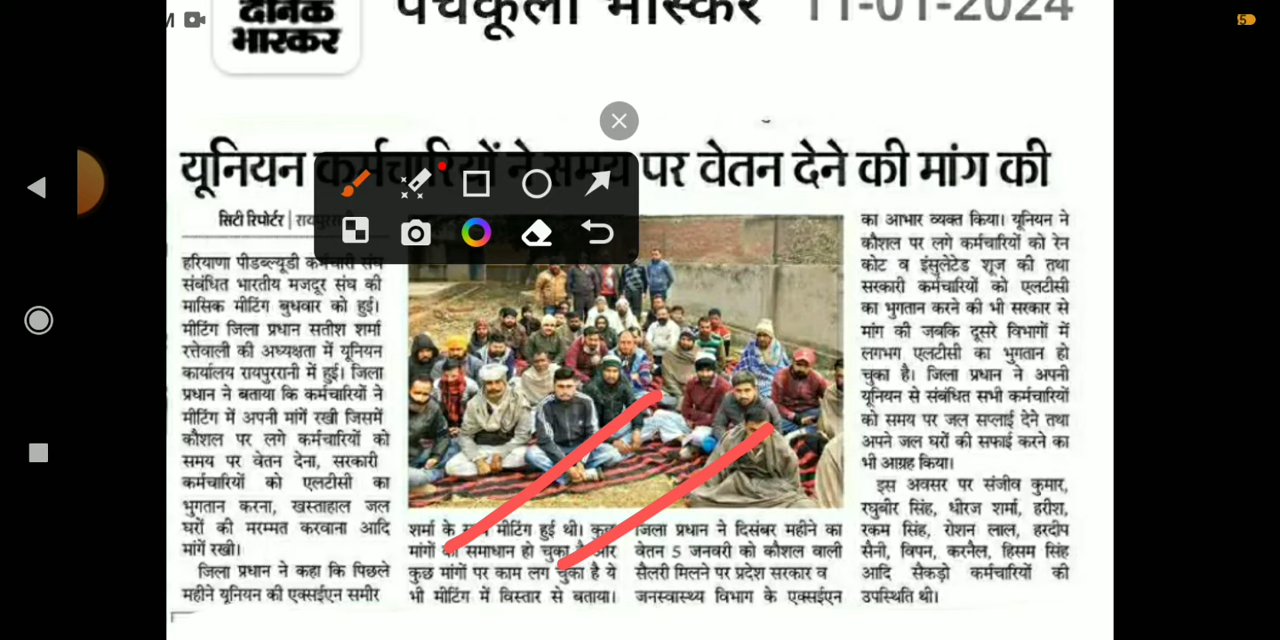 दैनिक
भास्कर
पंचकूला भास्कर 11-01-2024
यूनियन कर्मचारियों ने समय पर वेतन देने की मांग की
सिटी रिपोर्टर |
हरियाणा पीडब्ल्यूडी कर्मचारी संघ
संबंधित भारतीय मजदूर संघ की
मासिक मीटिंग बुधवार को हुई।
मीटिंग जिला प्रधान सतीश शर्मा
रत्तेवाली की अध्यक्षता में यूनियन
कार्यालय रायपुररानी में हुई। जिला
प्रधान ने बताया कि कर्मचारियों ने
मीटिंग में अपनी मांगें रखी जिसमें
कौशल पर लगे कर्मचारियों को
समय पर वेतन देना, सरकारी
कर्मचारियों को एलटीसी का
भुगतान करना, खस्ताहाल जल
घरों की मरम्मत करवाना आदि
मांगें रखी।
जिला प्रधान ने कहा कि पिछले
महीने यूनियन की एक्सईएन समीर
शर्मा के मीटिंग हुई थी। कुछ
मांगों का समाधान हो चुका है और
कुछ मांगों पर काम लग चुका है ये
भी मीटिंग में विस्तार से बताया।
जिला प्रधान ने दिसंबर महीने का
वेतन 5 जनवरी को कौशल वाली
सैलरी मिलने पर प्रदेश सरकार व
जनस्वास्थ्य विभाग के एक्सईएन
का आभार व्यक्त किया। यूनियन ने
कौशल पर लगे कर्मचारियों को रेन
कोट व इंसुलेटेड शूज की तथा
सरकारी कर्मचारियों को एलटीसी
का भुगतान करने की भी सरकार से
मांग की जबकि दूसरे विभागों में
लगभग एलटीसी का भुगतान हो
चुका है। जिला प्रधान ने अपनी
यूनियन से संबंधित सभी कर्मचारियों
को समय पर जल सप्लाई देने तथा
अपने जल घरों की सफाई करने का
भी आग्रह किया।
इस अवसर पर संजीव कुमार,
रघुबीर सिंह, धीरज शर्मा, हरीश,
रकम सिंह, रोशन लाल, हरदीप
सैनी, विपन, करनैल, हिसम सिंह
आदि सैकड़ो कर्मचारियों की
उपस्थिति थी।